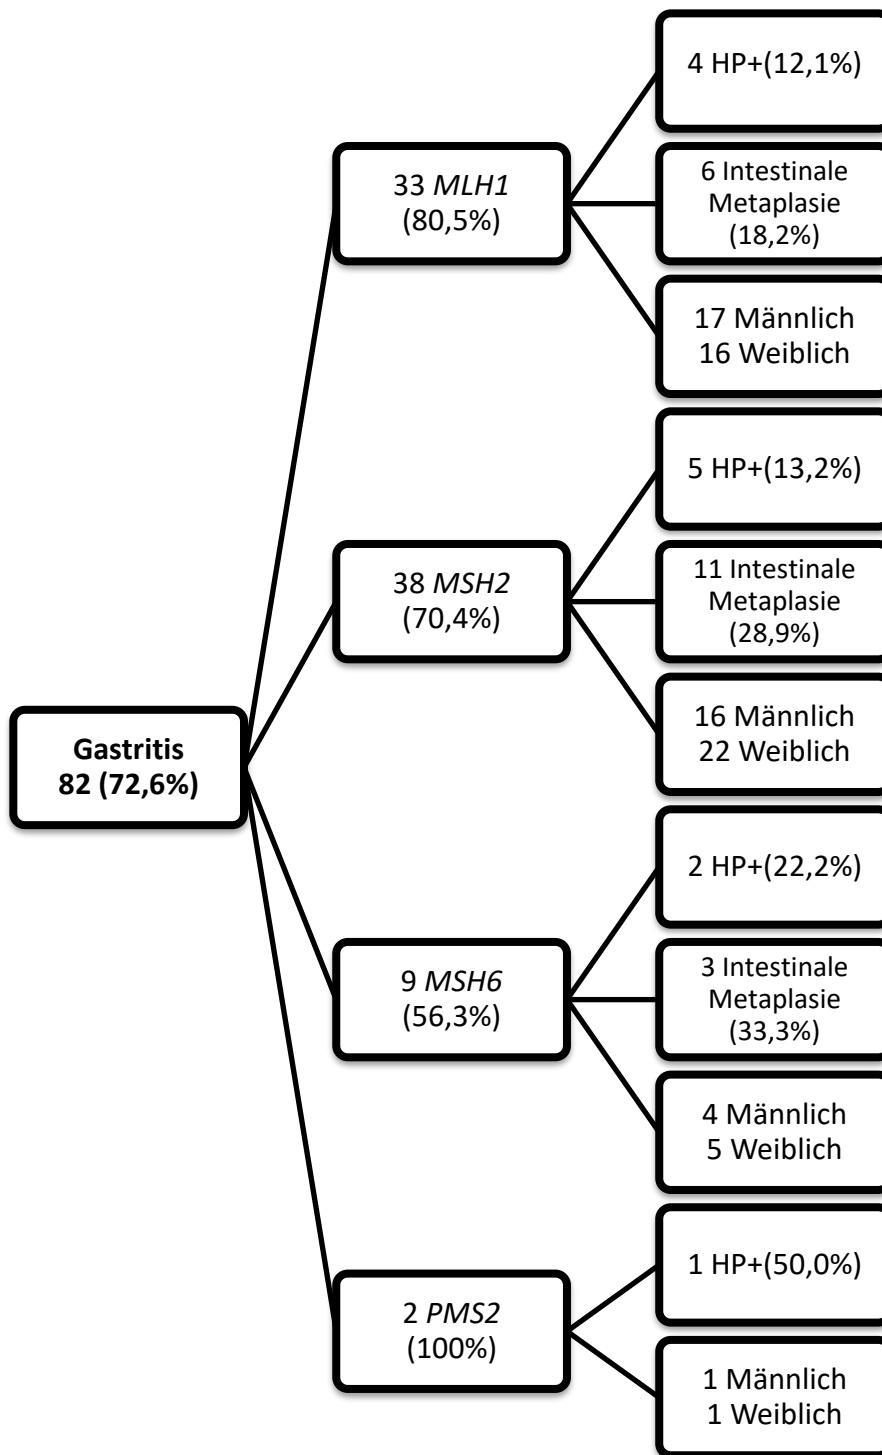 Gastritis
82 (72,6%)
33 MLH1
(80,5%)
4 HP+(12,1%)
6 Intestinale
Metaplasie
(18,2%)
17 Männlich
16 Weiblich
38 MSH2
(70,4%)
5 HP+(13,2%)
11 Intestinale
Metaplasie
(28,9%)
16 Männlich
22 Weiblich
9 MSH6
(56,3%)
2 HP+(22,2%)
3 Intestinale
Metaplasie
(33,3%)
4 Männlich
5 Weiblich
2 PMS2
(100%)
1 HP+(50,0%)
1 Männlich
1 Weiblich